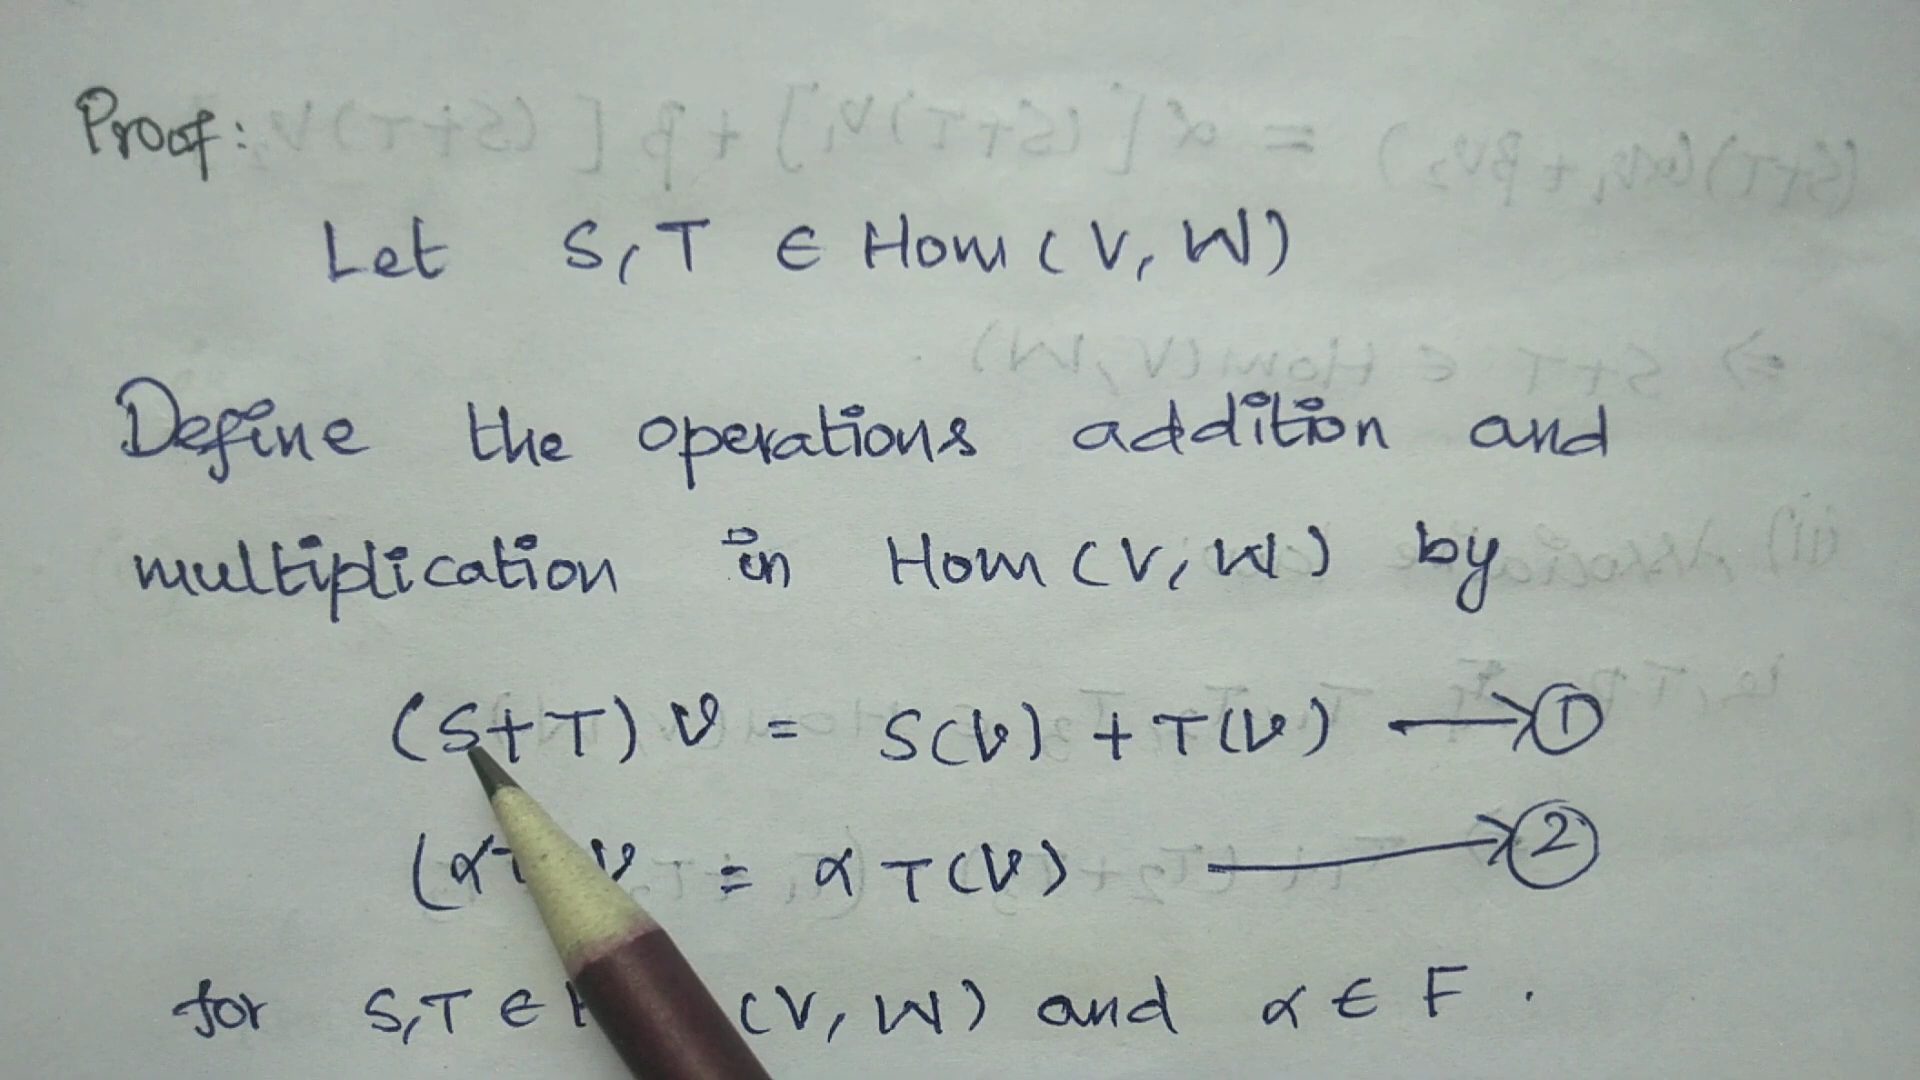 Proof:
Let S, T ∈ Hom (V, W)
Define the operations addition and
multiplication in Hom (V, W) by
(S+T) v = S(v) + T(v) → ①
(α v = α T(v) → ②
for S, T ∈ (V, W) and α ∈ F.